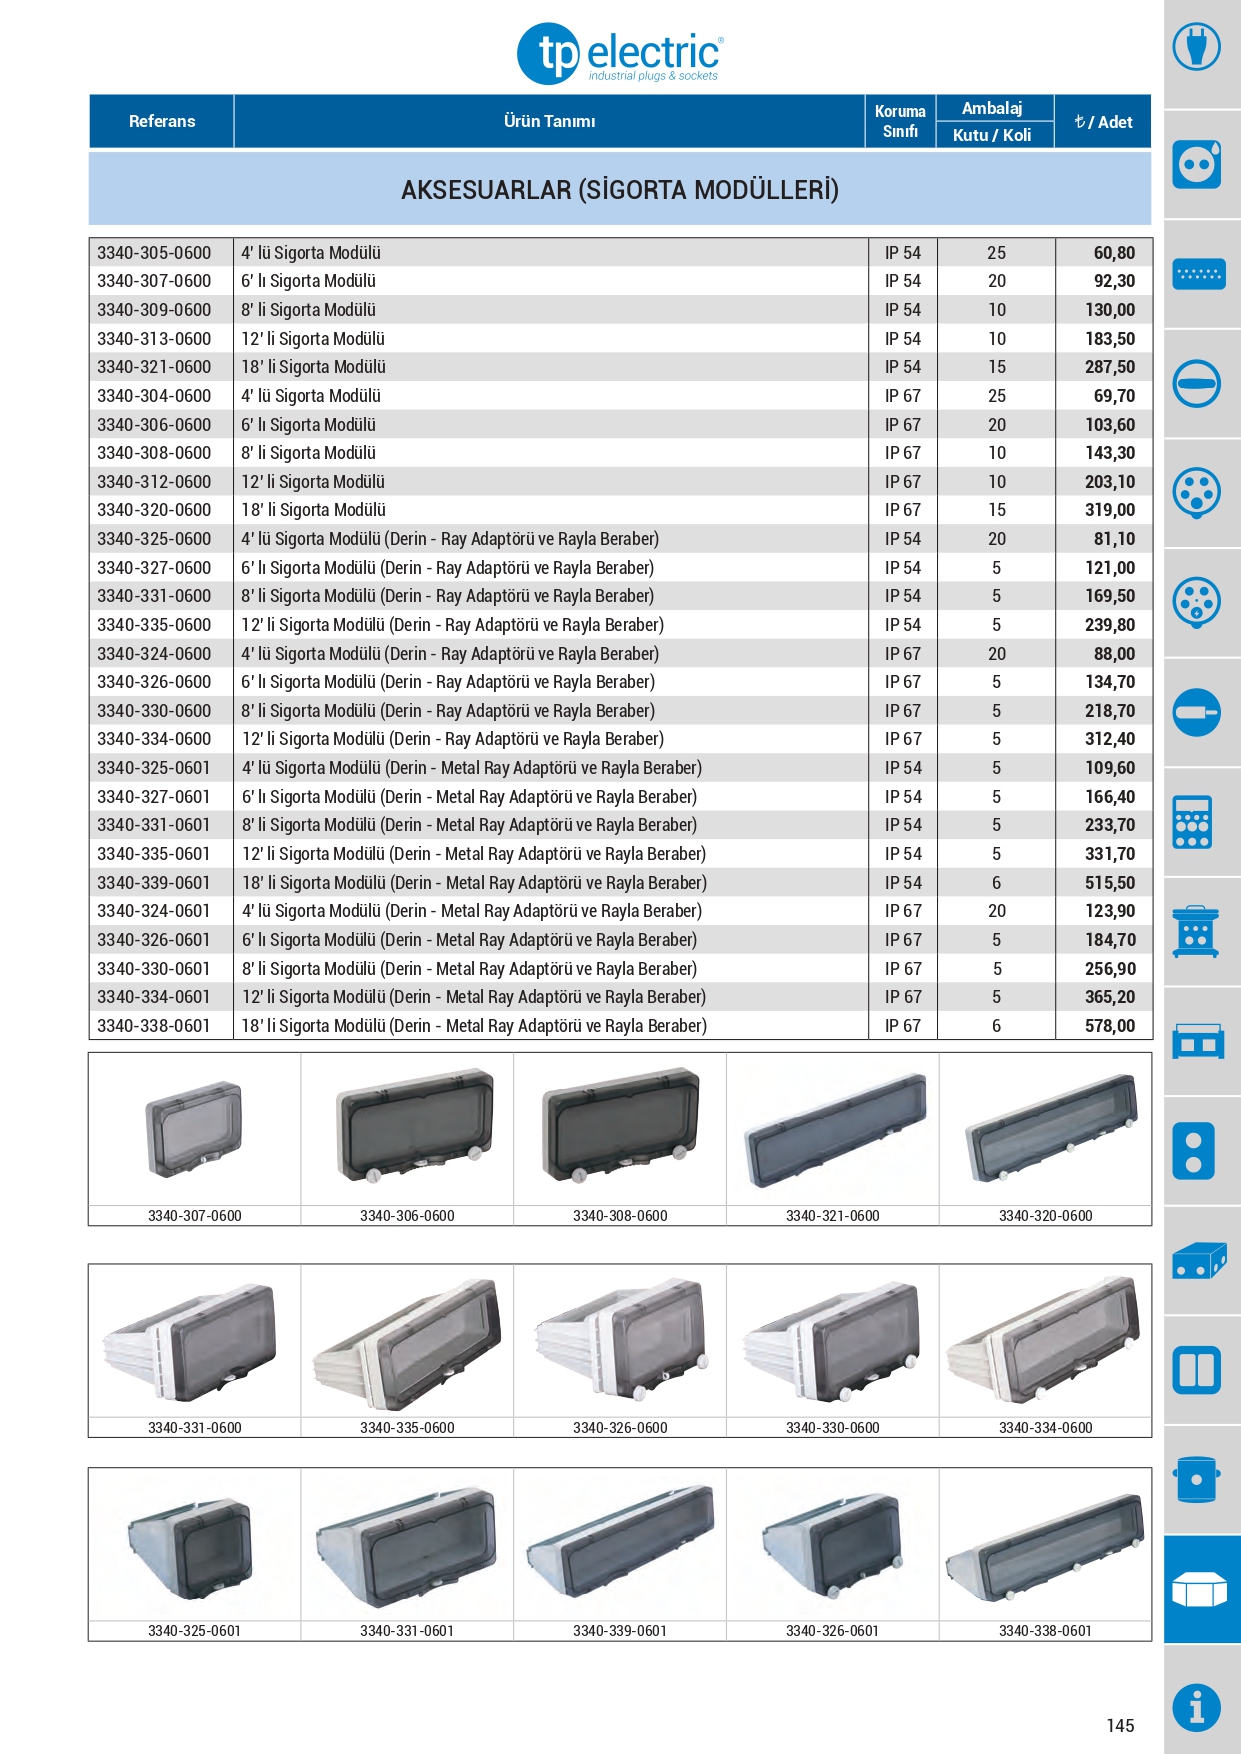 tp electric®
industrial plugs & sockets
Referans Ürün Tanımı Koruma Sınıfı Ambalaj Kutu / Koli ₺ / Adet
AKSESUARLAR (SİGORTA MODÜLLERİ)
3340-305-0600 4' lü Sigorta Modülü IP 54 25 60,80
3340-307-0600 6' lı Sigorta Modülü IP 54 20 92,30
3340-309-0600 8' li Sigorta Modülü IP 54 10 130,00
3340-313-0600 12' li Sigorta Modülü IP 54 10 183,50
3340-321-0600 18' li Sigorta Modülü IP 54 15 287,50
3340-304-0600 4' lü Sigorta Modülü IP 67 25 69,70
3340-306-0600 6' lı Sigorta Modülü IP 67 20 103,60
3340-308-0600 8' li Sigorta Modülü IP 67 10 143,30
3340-312-0600 12' li Sigorta Modülü IP 67 10 203,10
3340-320-0600 18' li Sigorta Modülü IP 67 15 319,00
3340-325-0600 4' lü Sigorta Modülü (Derin - Ray Adaptörü ve Rayla Beraber) IP 54 20 81,10
3340-327-0600 6' lı Sigorta Modülü (Derin - Ray Adaptörü ve Rayla Beraber) IP 54 5 121,00
3340-331-0600 8' li Sigorta Modülü (Derin - Ray Adaptörü ve Rayla Beraber) IP 54 5 169,50
3340-335-0600 12' li Sigorta Modülü (Derin - Ray Adaptörü ve Rayla Beraber) IP 54 5 239,80
3340-324-0600 4' lü Sigorta Modülü (Derin - Ray Adaptörü ve Rayla Beraber) IP 67 20 88,00
3340-326-0600 6' lı Sigorta Modülü (Derin - Ray Adaptörü ve Rayla Beraber) IP 67 5 134,70
3340-330-0600 8' li Sigorta Modülü (Derin - Ray Adaptörü ve Rayla Beraber) IP 67 5 218,70
3340-334-0600 12' li Sigorta Modülü (Derin - Ray Adaptörü ve Rayla Beraber) IP 67 5 312,40
3340-325-0601 4' lü Sigorta Modülü (Derin - Metal Ray Adaptörü ve Rayla Beraber) IP 54 5 109,60
3340-327-0601 6' lı Sigorta Modülü (Derin - Metal Ray Adaptörü ve Rayla Beraber) IP 54 5 166,40
3340-331-0601 8' li Sigorta Modülü (Derin - Metal Ray Adaptörü ve Rayla Beraber) IP 54 5 233,70
3340-335-0601 12' li Sigorta Modülü (Derin - Metal Ray Adaptörü ve Rayla Beraber) IP 54 5 331,70
3340-339-0601 18' li Sigorta Modülü (Derin - Metal Ray Adaptörü ve Rayla Beraber) IP 54 6 515,50
3340-324-0601 4' lü Sigorta Modülü (Derin - Metal Ray Adaptörü ve Rayla Beraber) IP 67 20 123,90
3340-326-0601 6' lı Sigorta Modülü (Derin - Metal Ray Adaptörü ve Rayla Beraber) IP 67 5 184,70
3340-330-0601 8' li Sigorta Modülü (Derin - Metal Ray Adaptörü ve Rayla Beraber) IP 67 5 256,90
3340-334-0601 12' li Sigorta Modülü (Derin - Metal Ray Adaptörü ve Rayla Beraber) IP 67 5 365,20
3340-338-0601 18' li Sigorta Modülü (Derin - Metal Ray Adaptörü ve Rayla Beraber) IP 67 6 578,00
3340-307-0600 3340-306-0600 3340-308-0600 3340-321-0600 3340-320-0600
3340-331-0600 3340-335-0600 3340-326-0600 3340-330-0600 3340-334-0600
3340-325-0601 3340-331-0601 3340-339-0601 3340-326-0601 3340-338-0601
145